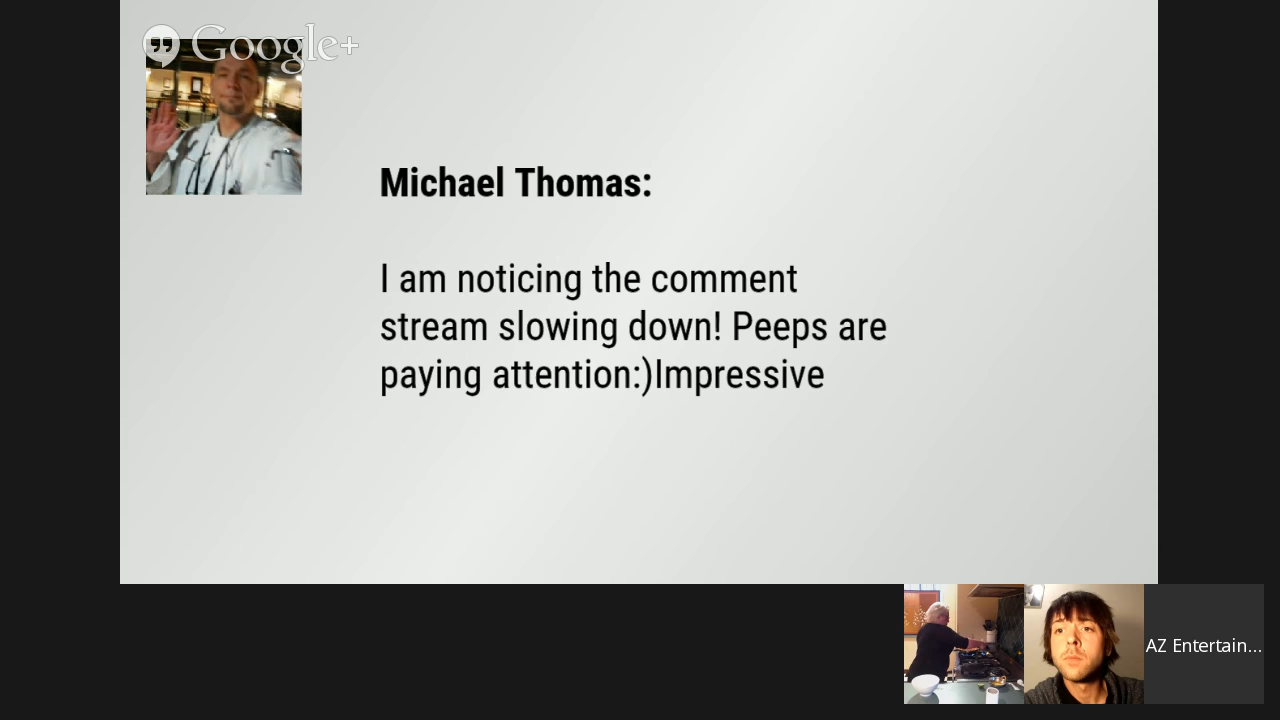 Google+
Michael Thomas:
I am noticing the comment
stream slowing down! Peeps are
paying attention:)Impressive
AZ Entertain...